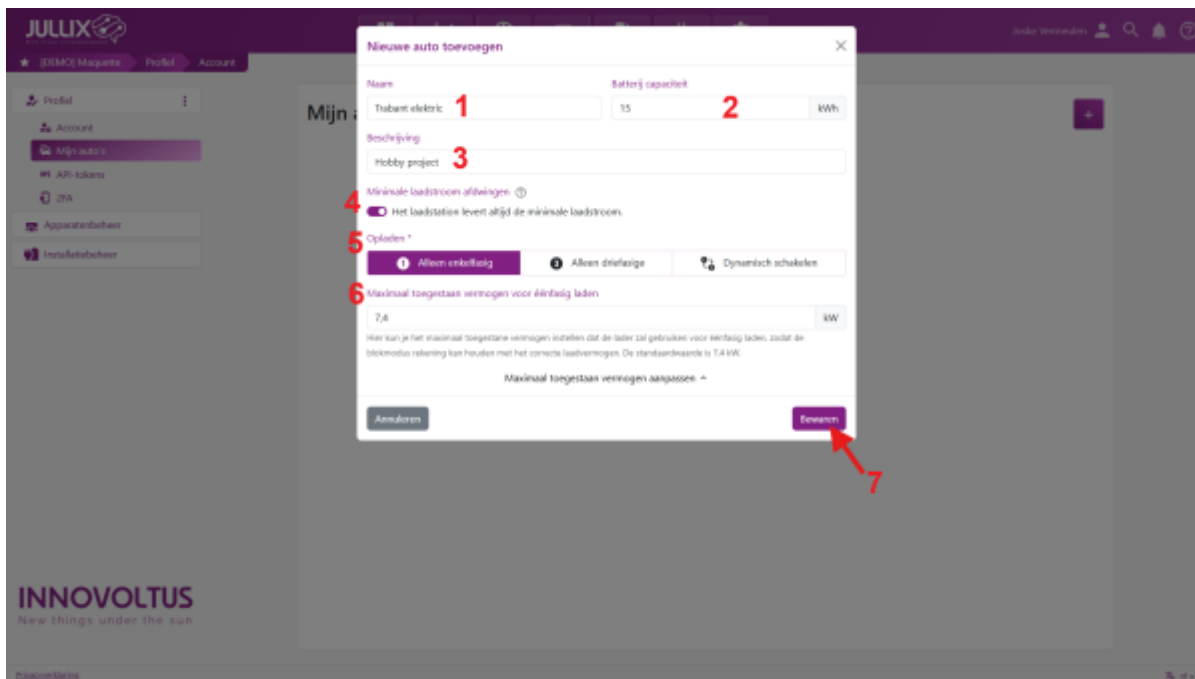 JULLIX
Nieuwe auto toevoegen
Joske Vermeulen
[DEMO] Maquette Profiel Account
Naam
Batterij capaciteit
Profiel
Trabant elektric 1
15 2 kWh
Mijn
Account
Beschrijving
Mijn auto's
Hobby project 3
API-tokens
Minimale laadstroom afdwingen
2FA
4
Het laadstation levert altijd de minimale laadstroom.
Apparatenbeheer
5
Opladen *
Installatiebeheer
1 Alleen enkelfasig
3 Alleen driefasige
Dynamisch schakelen
6
Maximaal toegestaan vermogen voor éénfasig laden
7,4 kW
Hier kun je het maximaal toegestane vermogen instellen dat de lader zal gebruiken voor éénfasig laden, zodat de
blokmodus rekening kan houden met het correcte laadvermogen. De standaardwaarde is 7,4 kW.
Maximaal toegestaan vermogen aanpassen
Annuleren
Bewaren
7
INNOVOLTUS
New things under the sun
Privacyverklaring